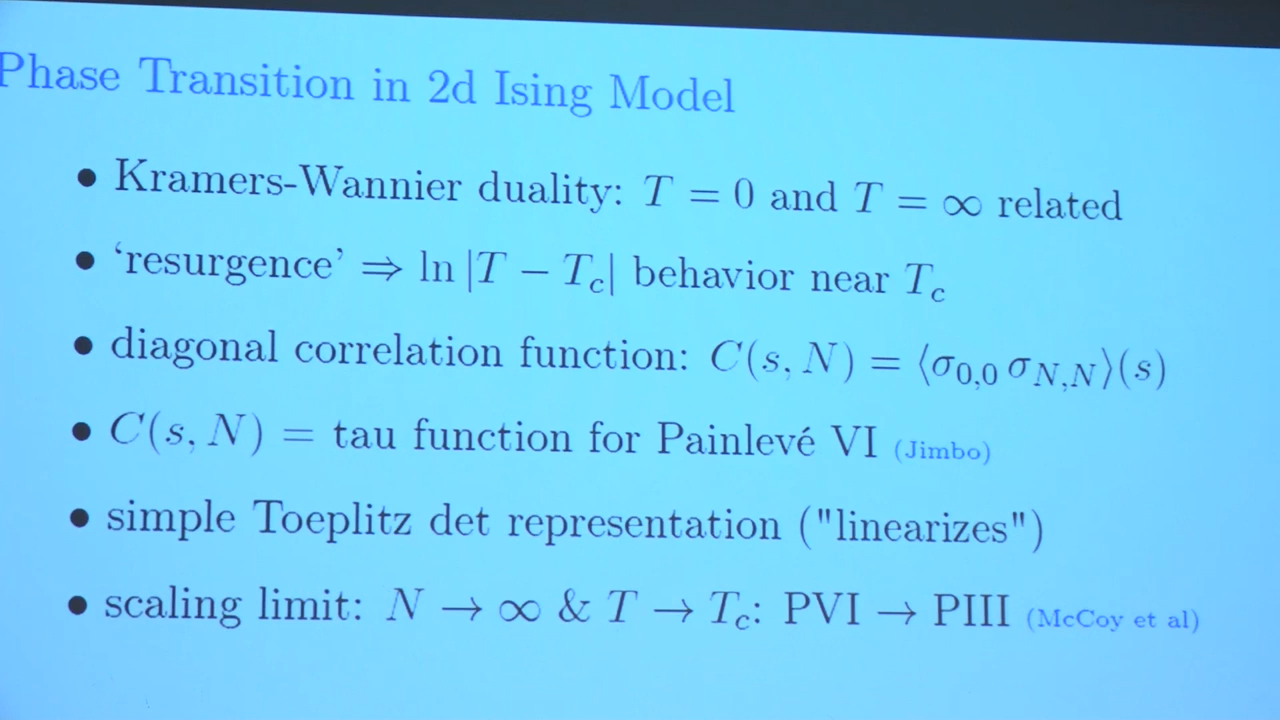 Phase Transition in 2d Ising Model
• Kramers-Wannier duality: T = 0 and T = ∞ related
• ‘resurgence’ ⇒ ln |T − T_c| behavior near T_c
• diagonal correlation function: C(s, N) = ⟨σ_{0,0} σ_{N,N}⟩(s)
• C(s, N) = tau function for Painlevé VI (Jimbo)
• simple Toeplitz det representation ("linearizes")
• scaling limit: N → ∞ & T → T_c: PVI → PIII (McCoy et al)